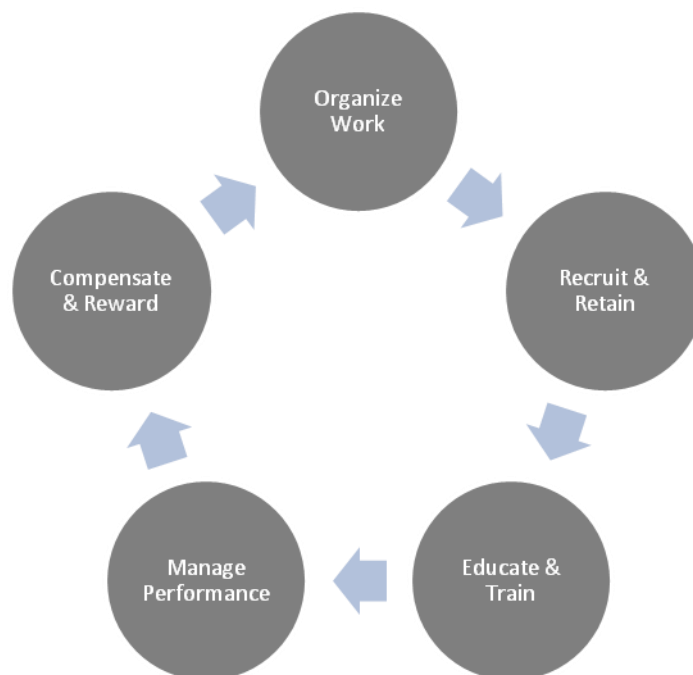 Organize
Work
Recruit &
Retain
Educate &
Train
Manage
Performance
Compensate
& Reward